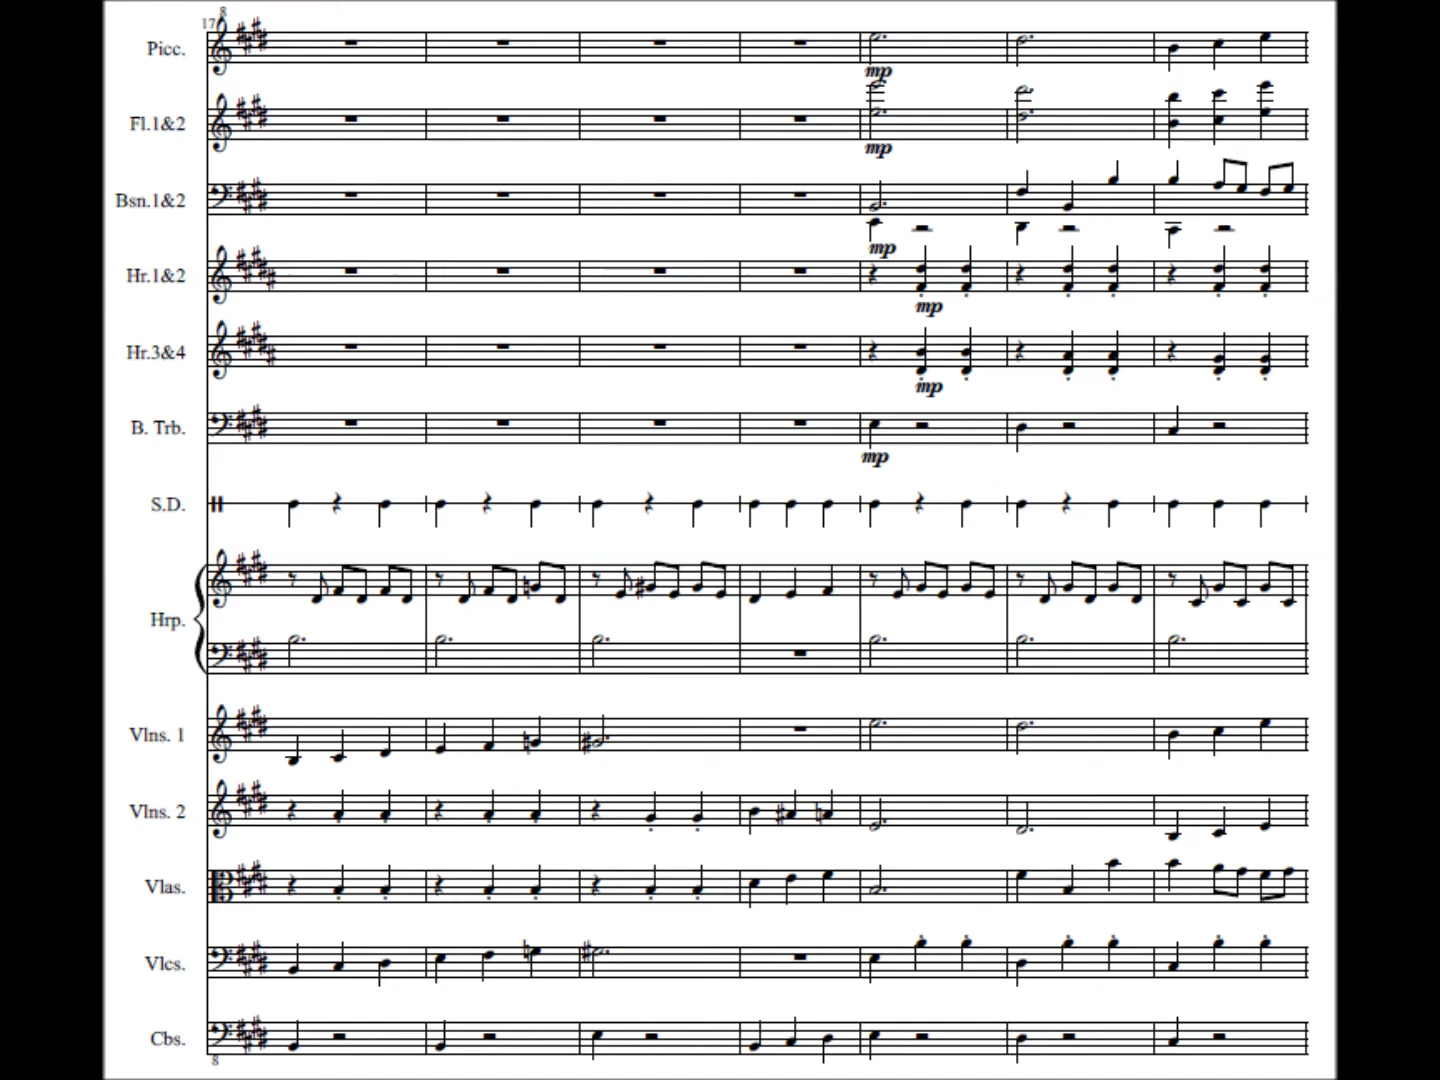 8
17
Picc.
mp
Fl.1&2
mp
Bsn.1&2
mp
Hr.1&2
mp
Hr.3&4
mp
B. Trb.
mp
S.D.
Hrp.
Vlns. 1
Vlns. 2
Vlas.
Vlcs.
Cbs.
8